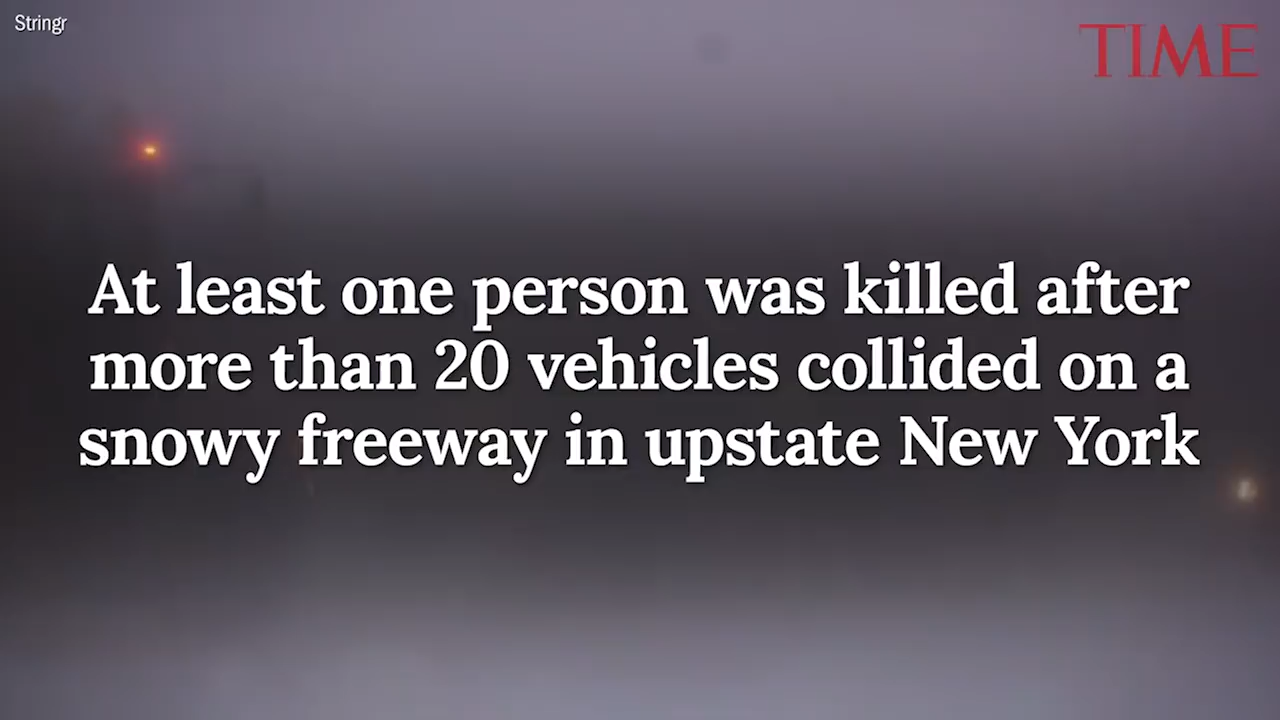 Stringr
TIME
At least one person was killed after
more than 20 vehicles collided on a
snowy freeway in upstate New York